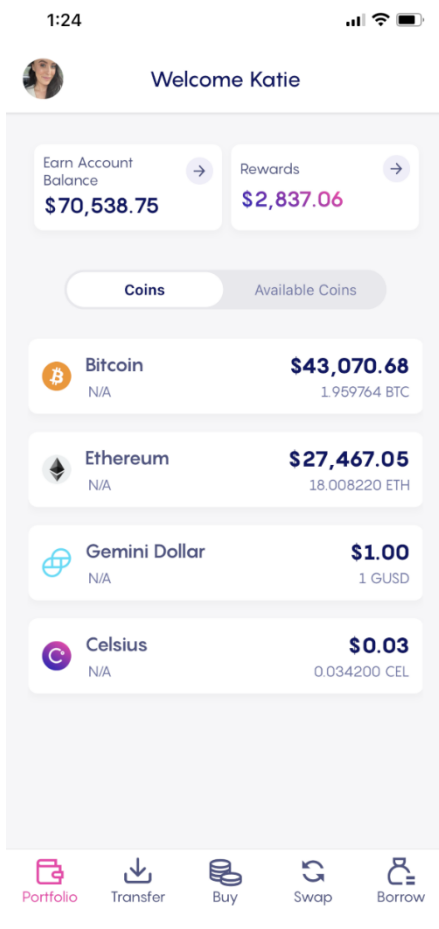 1:24
Welcome Katie
Earn Account
Balance
$70,538.75
Rewards
$2,837.06
Coins
Available Coins
Bitcoin
$43,070.68
N/A
1.959764 BTC
Ethereum
$27,467.05
N/A
18.008220 ETH
Gemini Dollar
$1.00
N/A
1 GUSD
Celsius
$0.03
N/A
0.034200 CEL
Portfolio
Transfer
Buy
Swap
Borrow